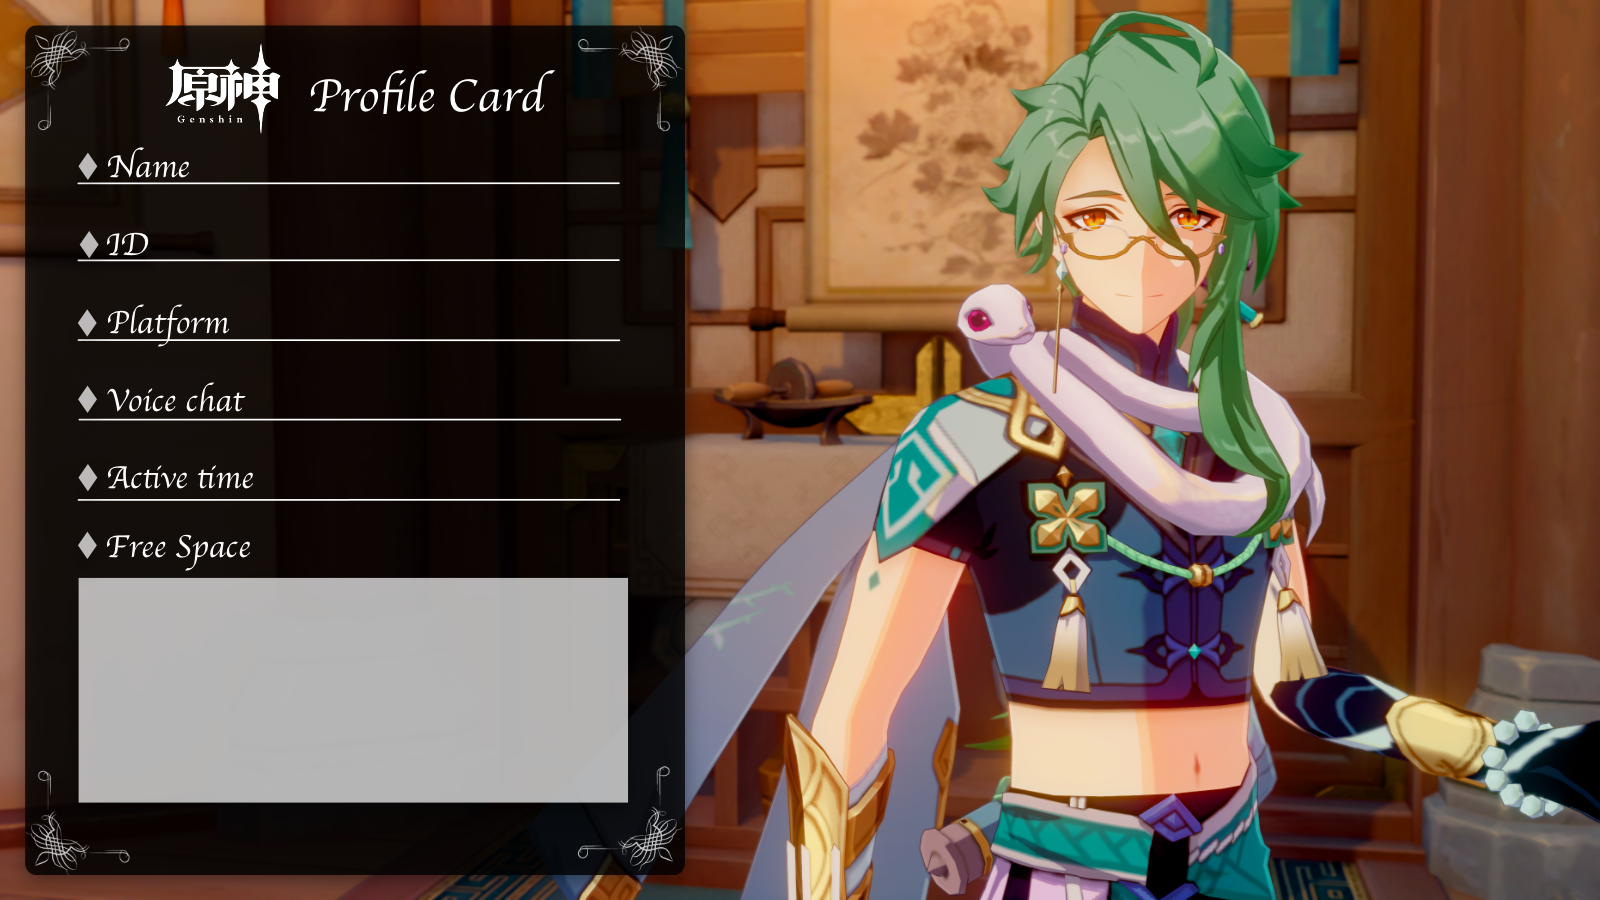 原神
Genshin
Profile Card
Name
ID
Platform
Voice chat
Active time
Free Space